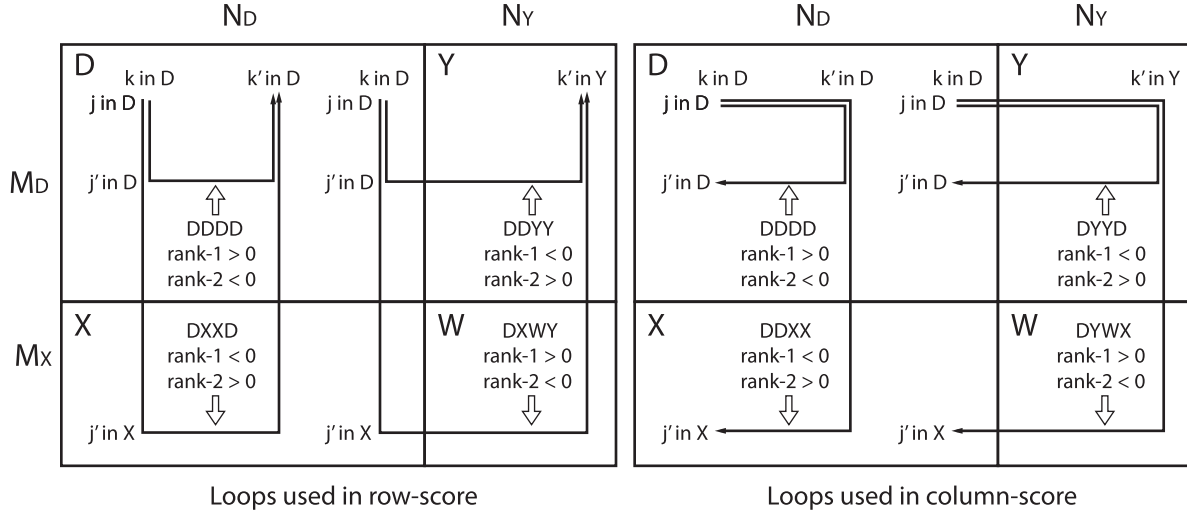 ND NY ND NY
D Y D Y
k in D k′ in D k in D k′ in Y k in D k′ in D k in D k′ in Y
j in D j in D j in D
MD j′ in D j′ in D j′ in D j′ in D
DDDD DDYY DDDD DYYD
rank-1 > 0 rank-1 < 0 rank-1 > 0 rank-1 < 0
rank-2 < 0 rank-2 > 0 rank-2 < 0 rank-2 > 0
X W X W
DXXD DXWY DDXX DYWX
MX rank-1 < 0 rank-1 > 0 rank-1 < 0 rank-1 > 0
rank-2 > 0 rank-2 < 0 rank-2 > 0 rank-2 < 0
j′ in X j′ in X j′ in X j′ in X
Loops used in row-score Loops used in column-score